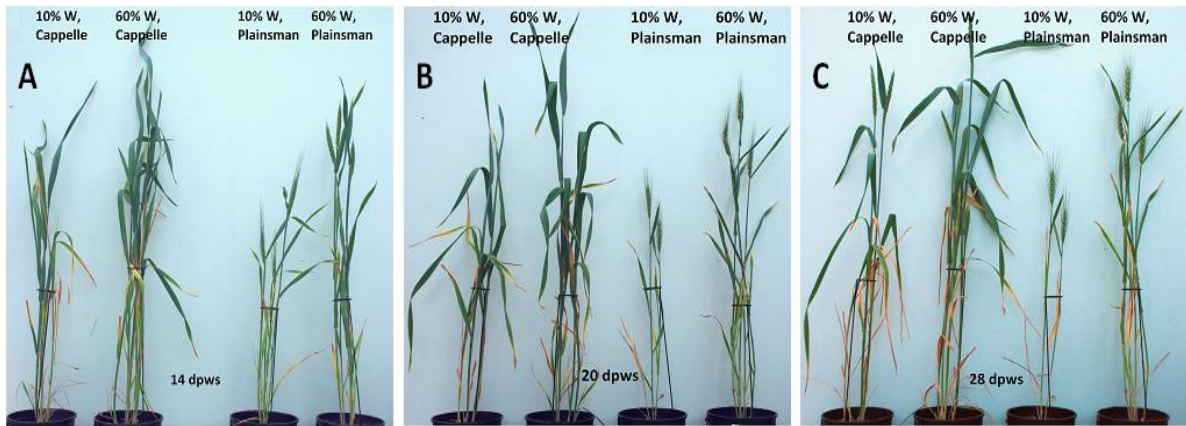 10% W, Cappelle
60% W, Cappelle
10% W, Plainsman
60% W, Plainsman
A
14 dpws
10% W, Cappelle
60% W, Cappelle
10% W, Plainsman
60% W, Plainsman
B
20 dpws
10% W, Cappelle
60% W, Cappelle
10% W, Plainsman
60% W, Plainsman
C
28 dpws